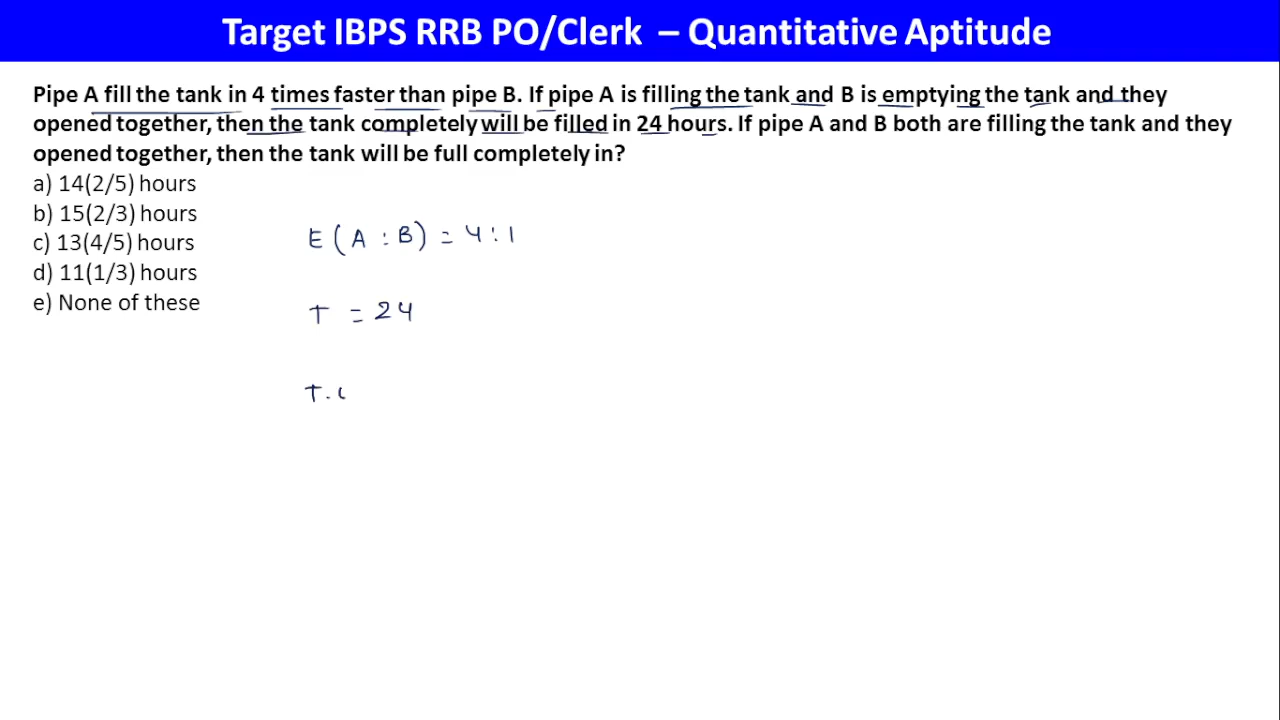 Target IBPS RRB PO/Clerk – Quantitative Aptitude
Pipe A fill the tank in 4 times faster than pipe B. If pipe A is filling the tank and B is emptying the tank and they
opened together, then the tank completely will be filled in 24 hours. If pipe A and B both are filling the tank and they
opened together, then the tank will be full completely in?
a) 14(2/5) hours
b) 15(2/3) hours
c) 13(4/5) hours
d) 11(1/3) hours
e) None of these
E ( A : B ) = 4 : 1
T = 24
T.